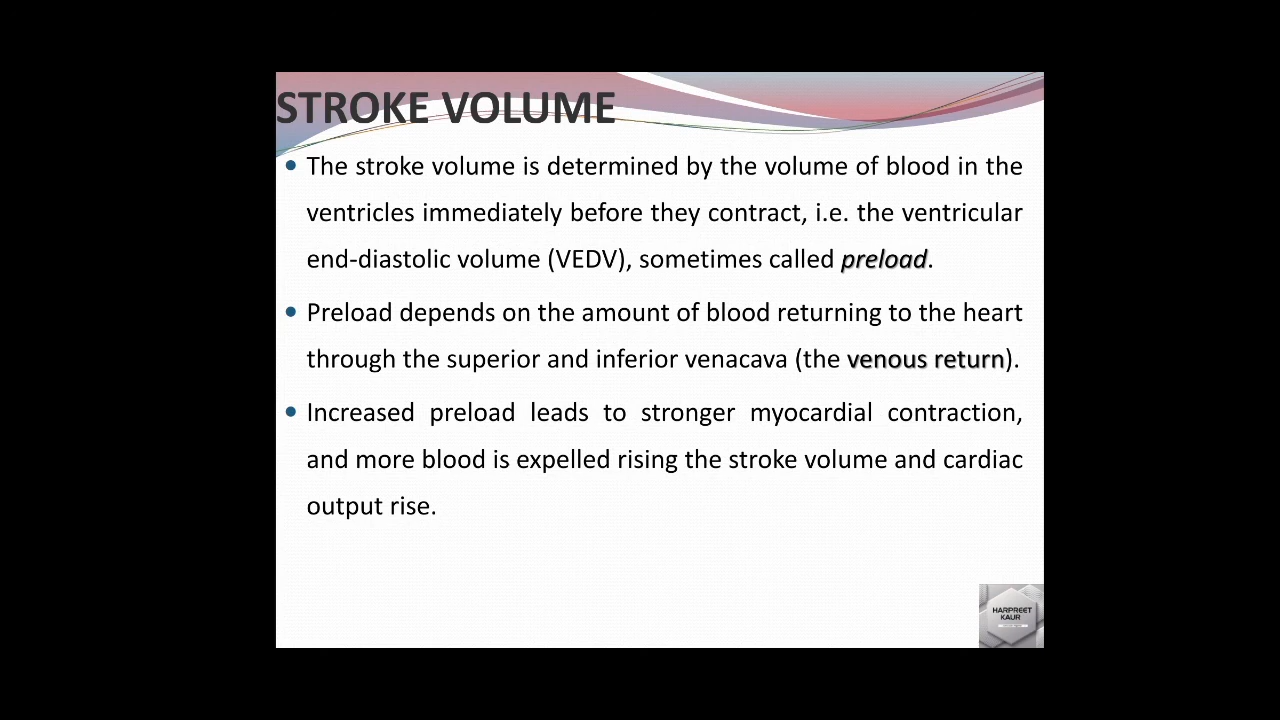 STROKE VOLUME
• The stroke volume is determined by the volume of blood in the
ventricles immediately before they contract, i.e. the ventricular
end-diastolic volume (VEDV), sometimes called preload.
• Preload depends on the amount of blood returning to the heart
through the superior and inferior venacava (the venous return).
• Increased preload leads to stronger myocardial contraction,
and more blood is expelled rising the stroke volume and cardiac
output rise.
HARPREET
KAUR